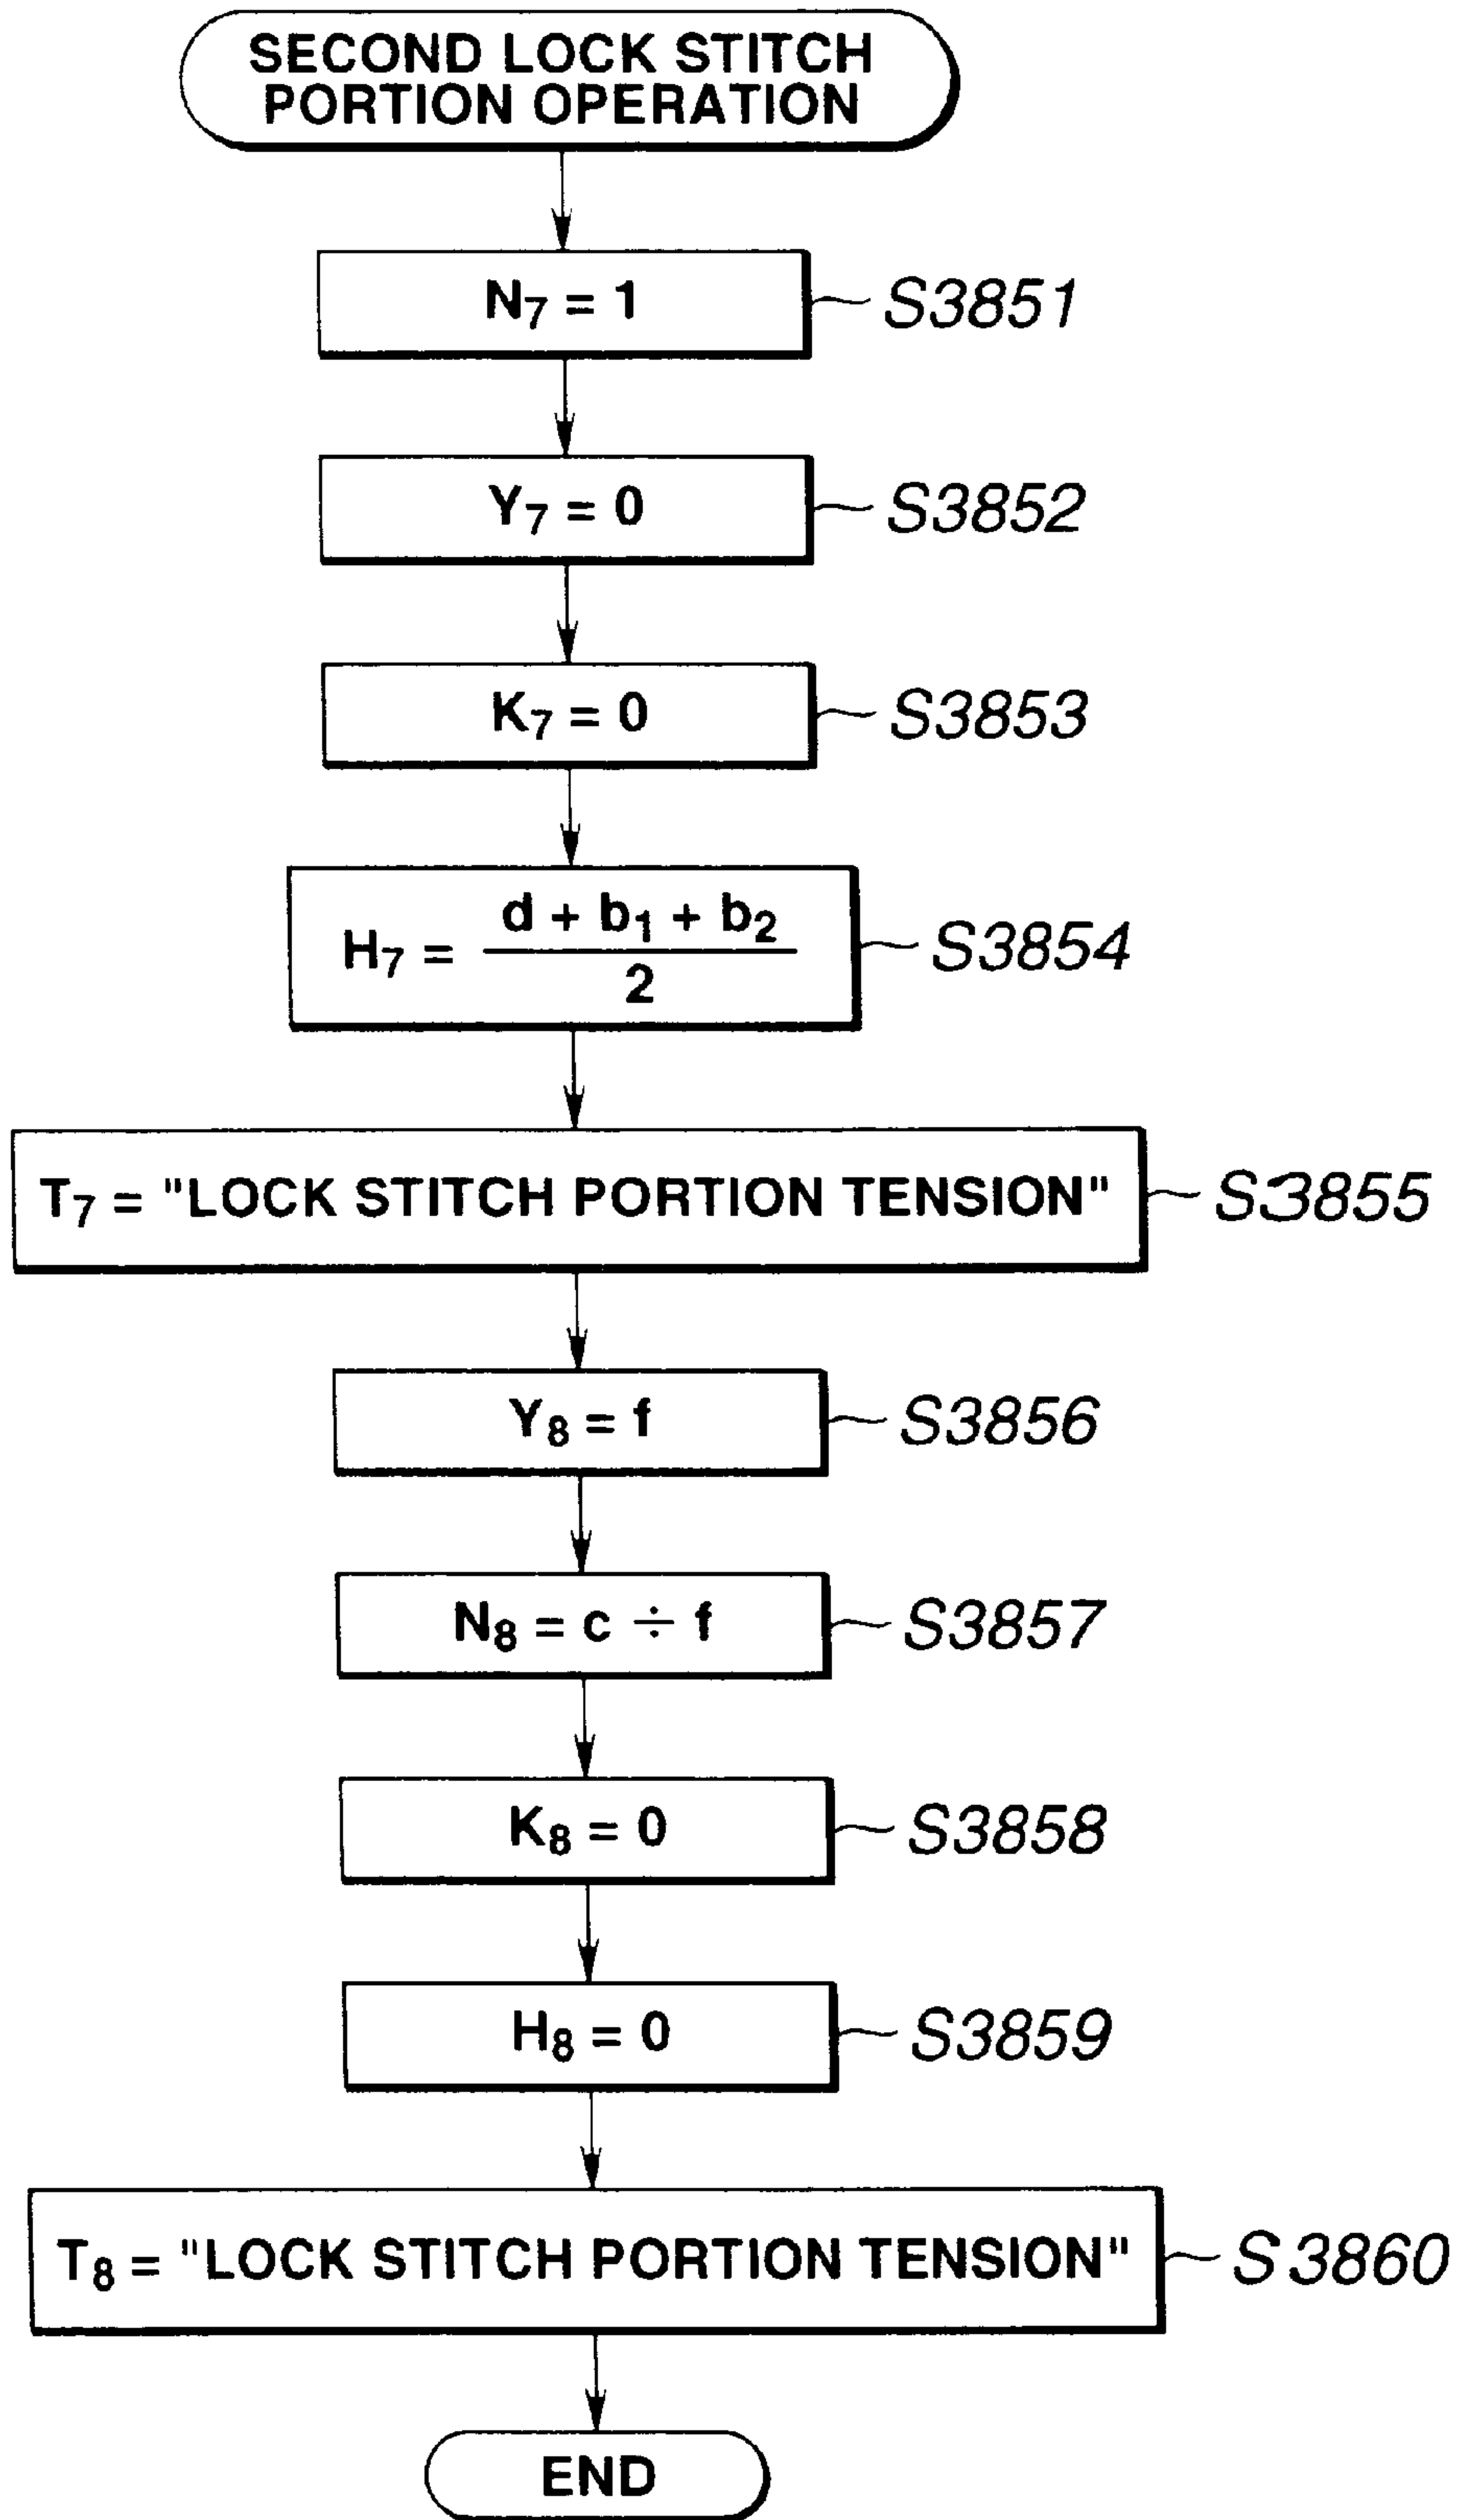 SECOND LOCK STITCH
PORTION OPERATION
N₇ = 1 S3851
Y₇ = 0 S3852
K₇ = 0 S3853
H₇ = (d + b₁ + b₂) / 2 S3854
T₇ = "LOCK STITCH PORTION TENSION" S3855
Y₈ = f S3856
N₈ = c ÷ f S3857
K₈ = 0 S3858
H₈ = 0 S3859
T₈ = "LOCK STITCH PORTION TENSION" S3860
END